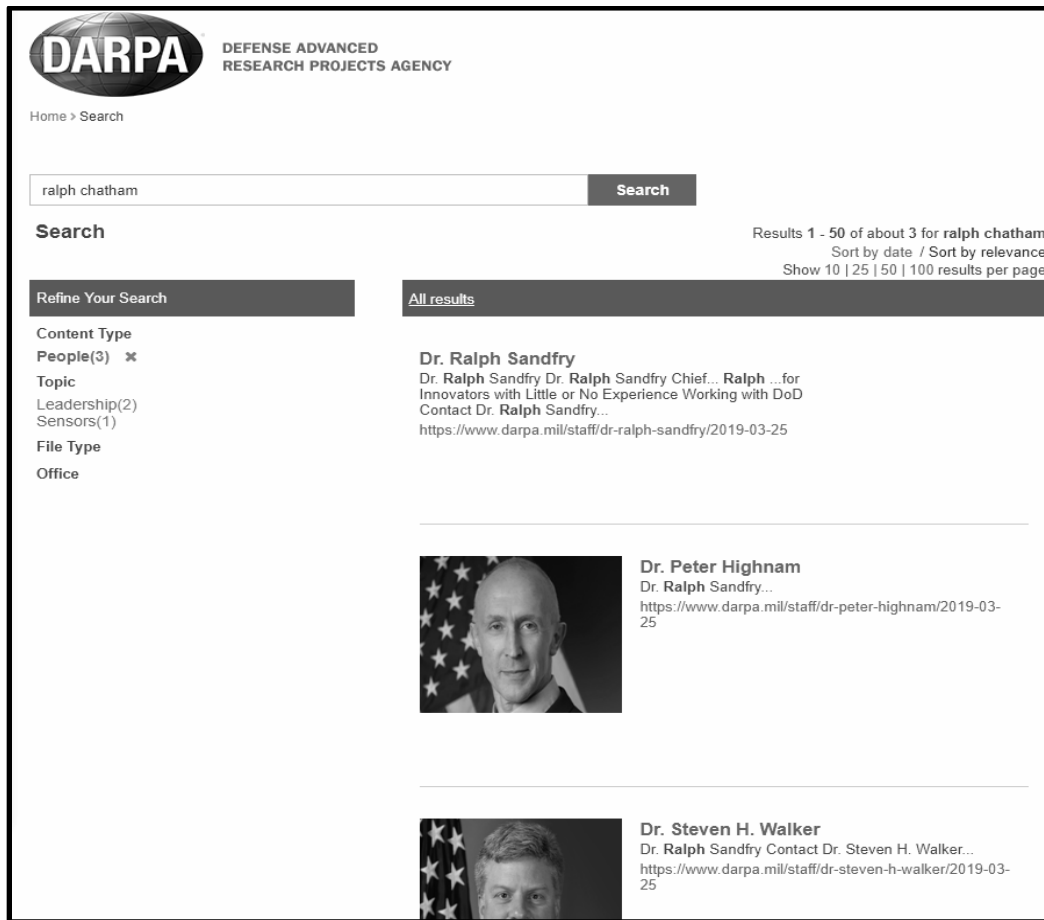 DARPA
DEFENSE ADVANCED
RESEARCH PROJECTS AGENCY
Home > Search
ralph chatham
Search
Search
Results 1 - 50 of about 3 for ralph chatham
Sort by date / Sort by relevance
Show 10 | 25 | 50 | 100 results per page
Refine Your Search
Content Type
People(3) ✖
Topic
Leadership(2)
Sensors(1)
File Type
Office
All results
Dr. Ralph Sandfry
Dr. Ralph Sandfry Dr. Ralph Sandfry Chief... Ralph ...for
Innovators with Little or No Experience Working with DoD
Contact Dr. Ralph Sandfry...
https://www.darpa.mil/staff/dr-ralph-sandfry/2019-03-25
Dr. Peter Highnam
Dr. Ralph Sandfry...
https://www.darpa.mil/staff/dr-peter-highnam/2019-03-
25
Dr. Steven H. Walker
Dr. Ralph Sandfry Contact Dr. Steven H. Walker...
https://www.darpa.mil/staff/dr-steven-h-walker/2019-03-
25